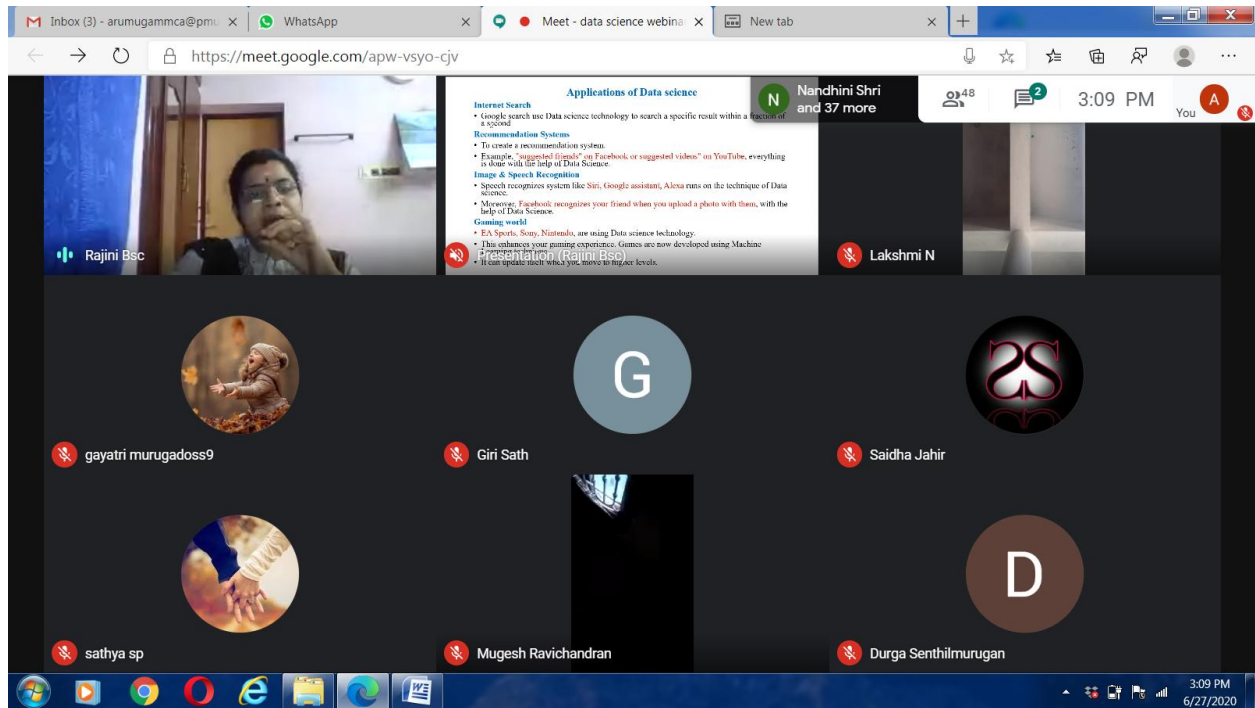 Inbox (3) - arumugammca@pmu
WhatsApp
Meet - data science webina
New tab
https://meet.google.com/apw-vsyo-cjv
Applications of Data science
Internet Search
• Google search use Data science technology to search a specific result within a fraction of
a second
Recommendation Systems
• To create a recommendation system.
• Example, "suggested friends" on Facebook or suggested videos" on YouTube, everything
is done with the help of Data Science.
Image & Speech Recognition
• Speech recognizes system like Siri, Google assistant, Alexa runs on the technique of Data
science.
• Moreover, Facebook recognizes your friend when you upload a photo with them, with the
help of Data Science.
Gaming world
• EA Sports, Sony, Nintendo, are using Data science technology.
• This enhances your gaming experience. Games are now developed using Machine
• It can update itself when you move to higher levels.
N
Nandhini Shri
and 37 more
48
2
3:09 PM
You
A
Rajini Bsc
Presentation (Rajini Bsc)
Lakshmi N
G
S S
gayatri murugadoss9
Giri Sath
Saidha Jahir
D
sathya sp
Mugesh Ravichandran
Durga Senthilmurugan
3:09 PM
6/27/2020